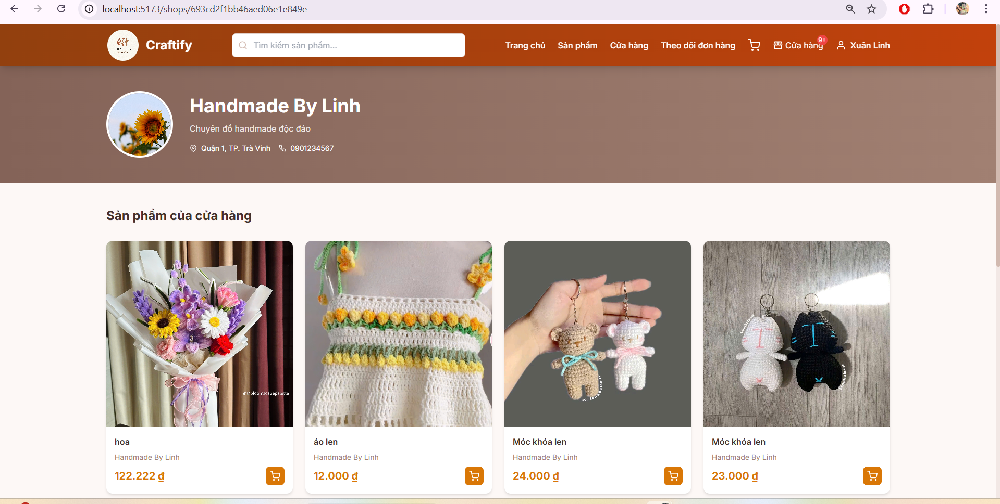 localhost:5173/shops/693cd2f1bb46aed06e1e849e
CRAFTIFY
Craftify
Tìm kiếm sản phẩm...
Trang chủ
Sản phẩm
Cửa hàng
Theo dõi đơn hàng
Cửa hàng
9+
Xuân Linh
Handmade By Linh
Chuyên đồ handmade độc đáo
Quận 1, TP. Trà Vinh
0901234567
Sản phẩm của cửa hàng
@bloomscapepalette
hoa
Handmade By Linh
122.222 ₫
áo len
Handmade By Linh
12.000 ₫
Móc khóa len
Handmade By Linh
24.000 ₫
Móc khóa len
Handmade By Linh
23.000 ₫